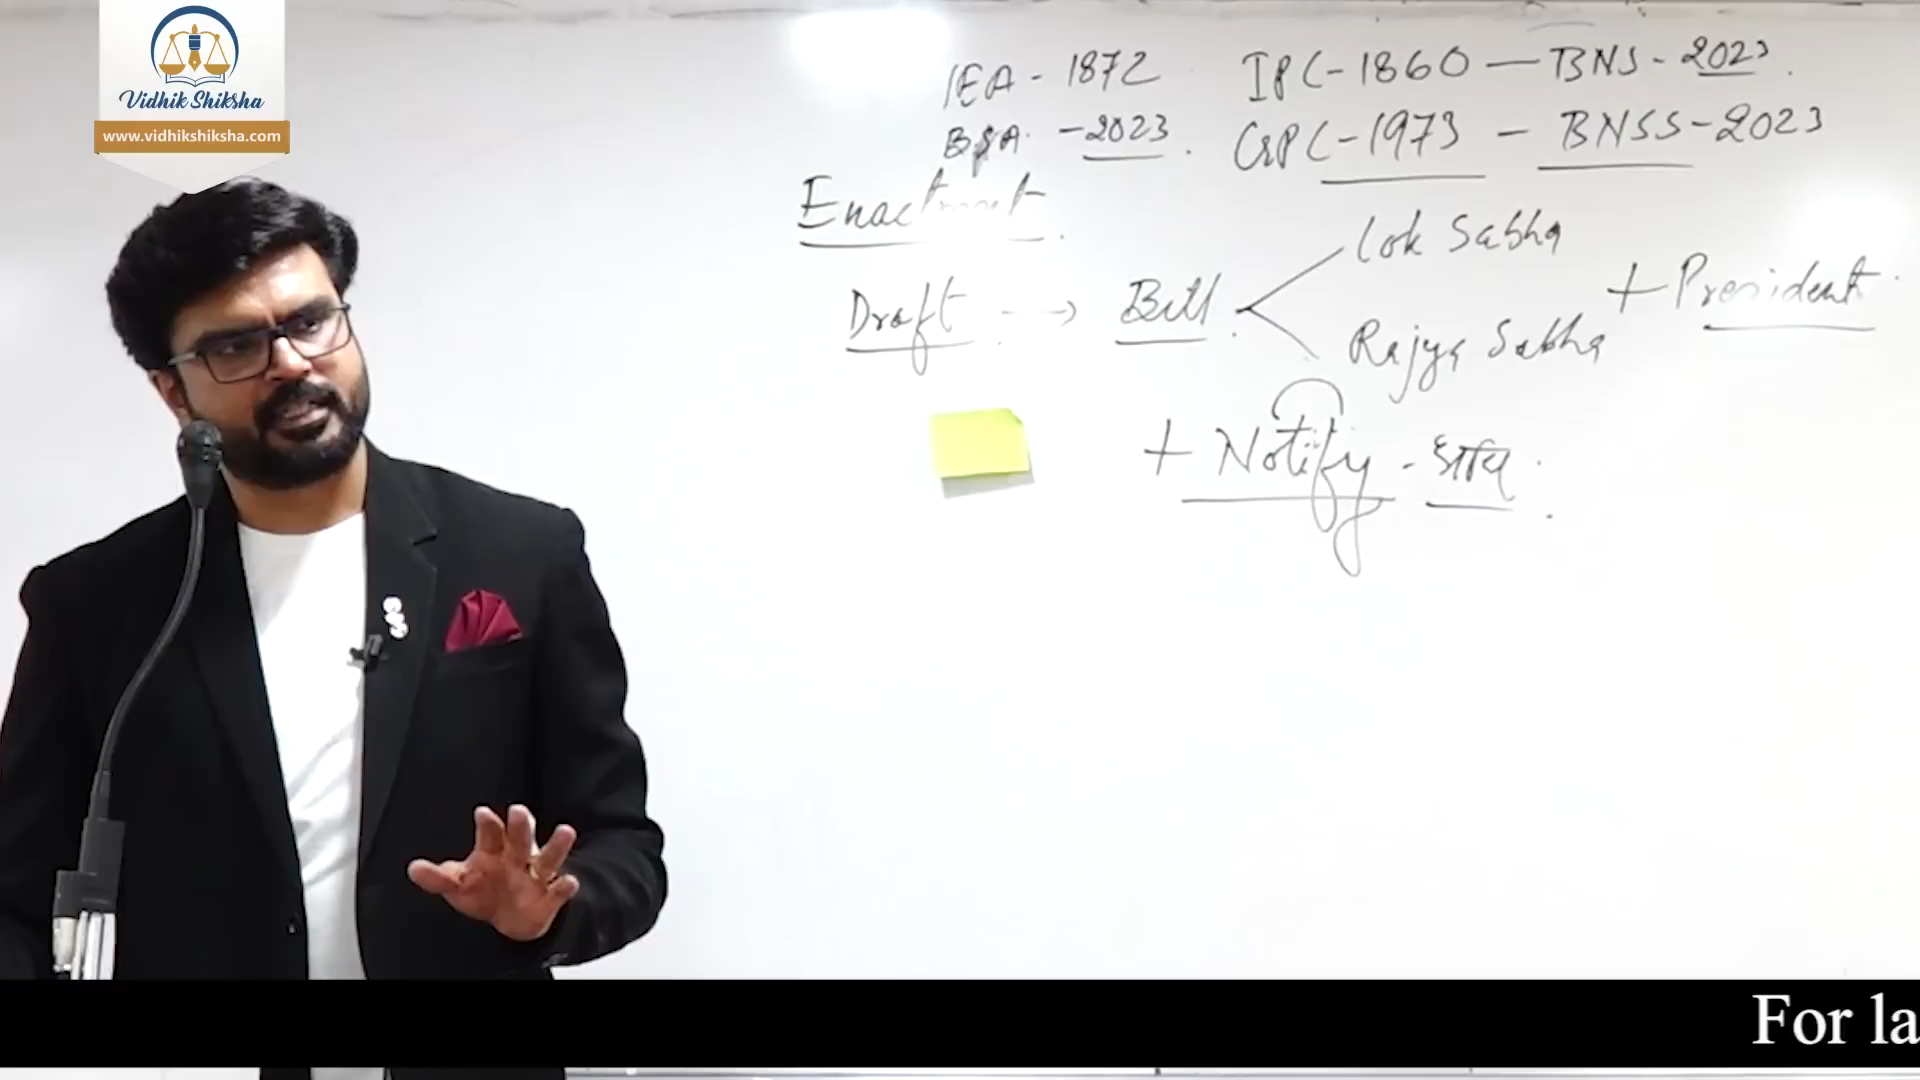 Vidhik Shiksha
www.vidhikshiksha.com
IEA - 1872 IPC - 1860 — BNS - 2023.
BSA. - 2023. CrPC - 1973 - BNSS - 2023
Enactment.
Draft → Bill. Lok Sabha + President
Rajya Sabha
+ Notify -
For la